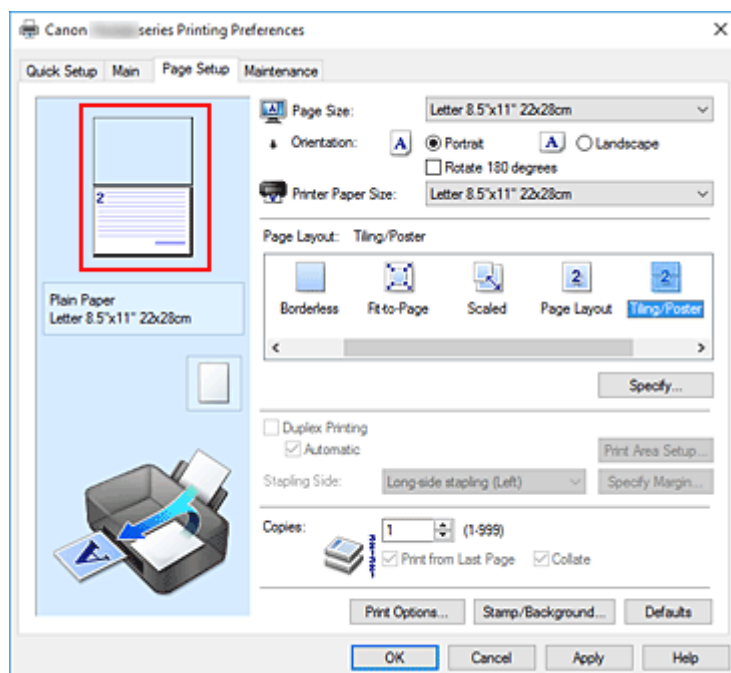 Canon series Printing Preferences
Quick Setup Main Page Setup Maintenance
2
Plain Paper
Letter 8.5"x11" 22x28cm
A
Page Size: Letter 8.5"x11" 22x28cm
Orientation: A Portrait A Landscape
Rotate 180 degrees
Printer Paper Size: Letter 8.5"x11" 22x28cm
Page Layout: Tiling/Poster
2 2
Borderless Fit-to-Page Scaled Page Layout Tiling/Poster
Specify...
Duplex Printing
Automatic Print Area Setup...
Stapling Side: Long-side stapling (Left) Specify Margin...
Copies: 1 (1-999)
Print from Last Page Collate
Print Options... Stamp/Background... Defaults
OK Cancel Apply Help